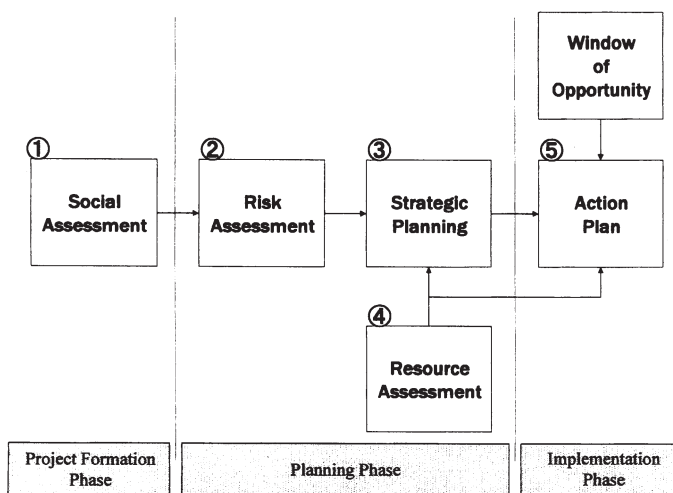 Window
of
Opportunity
①
Social
Assessment
②
Risk
Assessment
③
Strategic
Planning
⑤
Action
Plan
④
Resource
Assessment
Project Formation
Phase
Planning Phase
Implementation
Phase